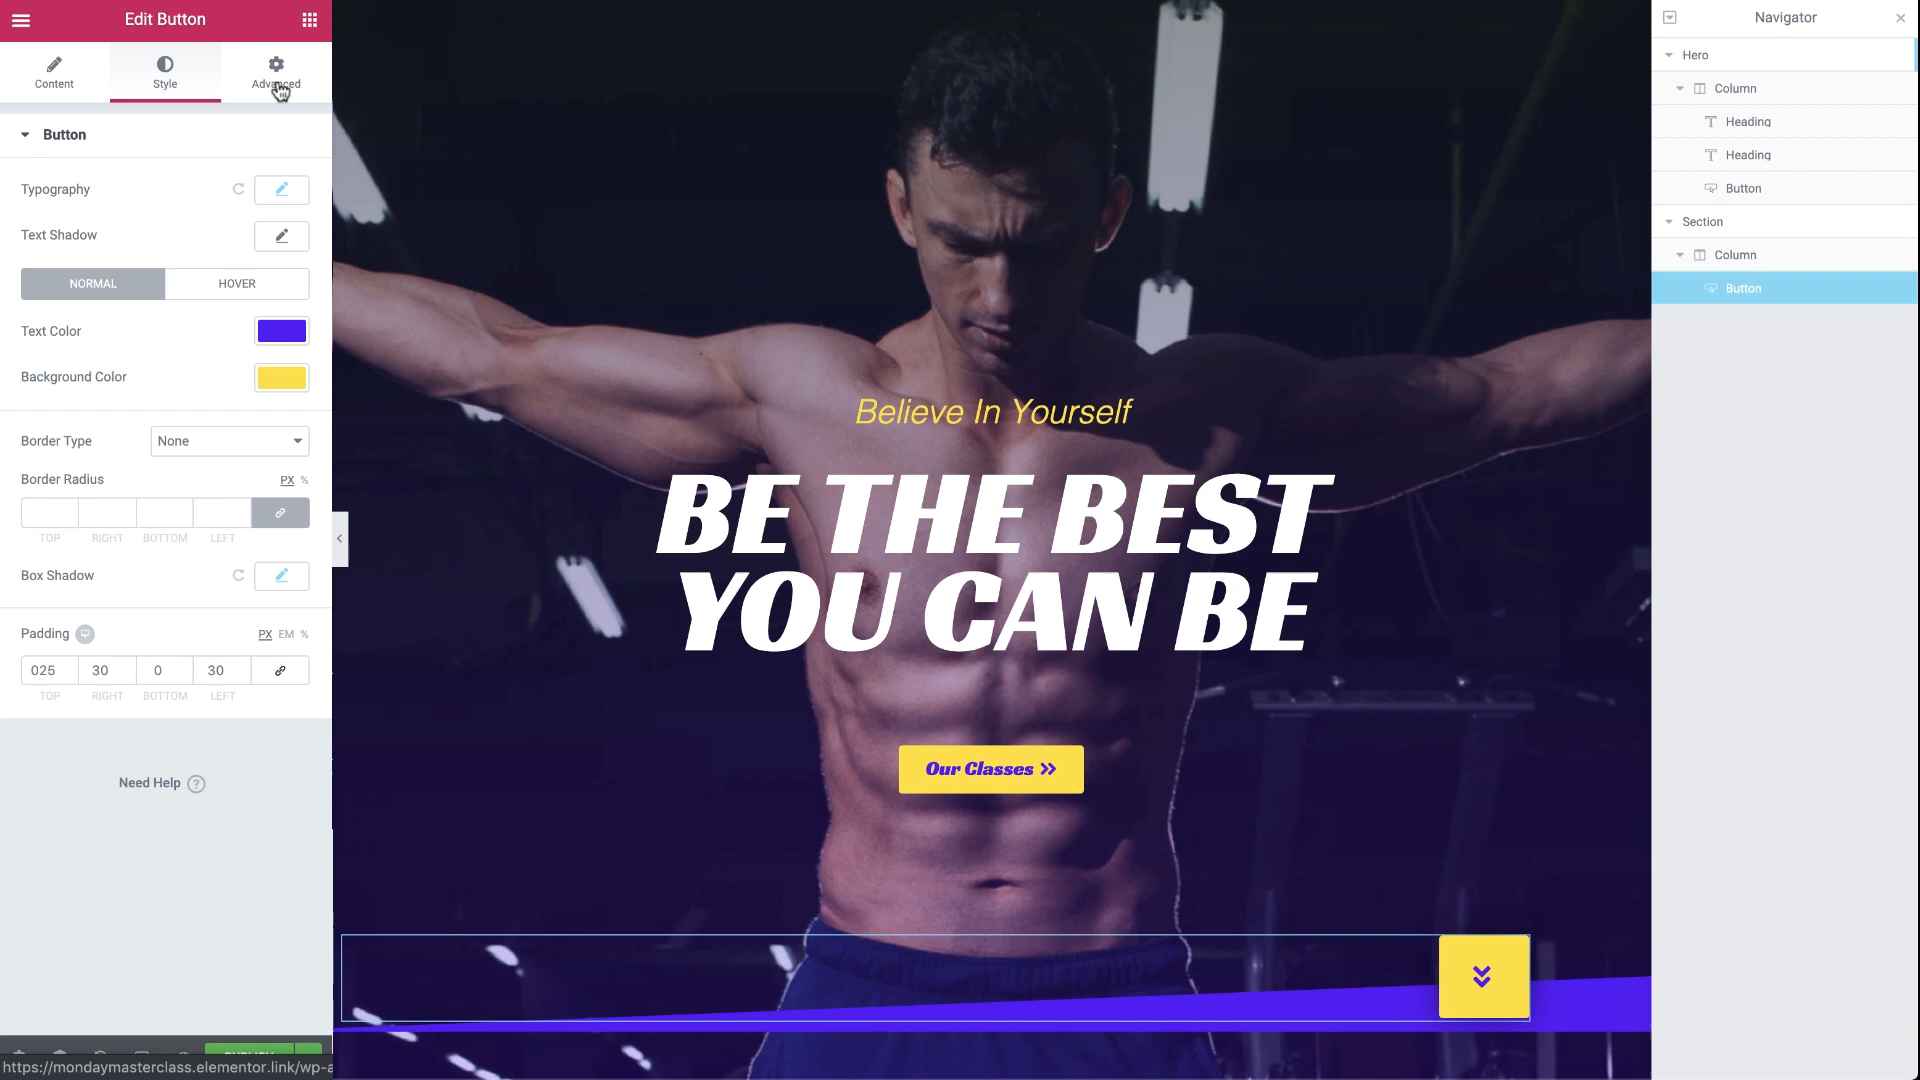 Edit Button
Content
Style
Advanced
Button
Typography
Text Shadow
NORMAL
HOVER
Text Color
Background Color
Border Type
None
Border Radius
PX %
TOP RIGHT BOTTOM LEFT
Box Shadow
Padding
PX EM %
025 30 0 30
TOP RIGHT BOTTOM LEFT
Need Help ?
PUBLISH
https://mondaymasterclass.elementor.link/wp-a
Believe In Yourself
BE THE BEST
YOU CAN BE
Our Classes
Navigator
Hero
Column
Heading
Heading
Button
Section
Column
Button